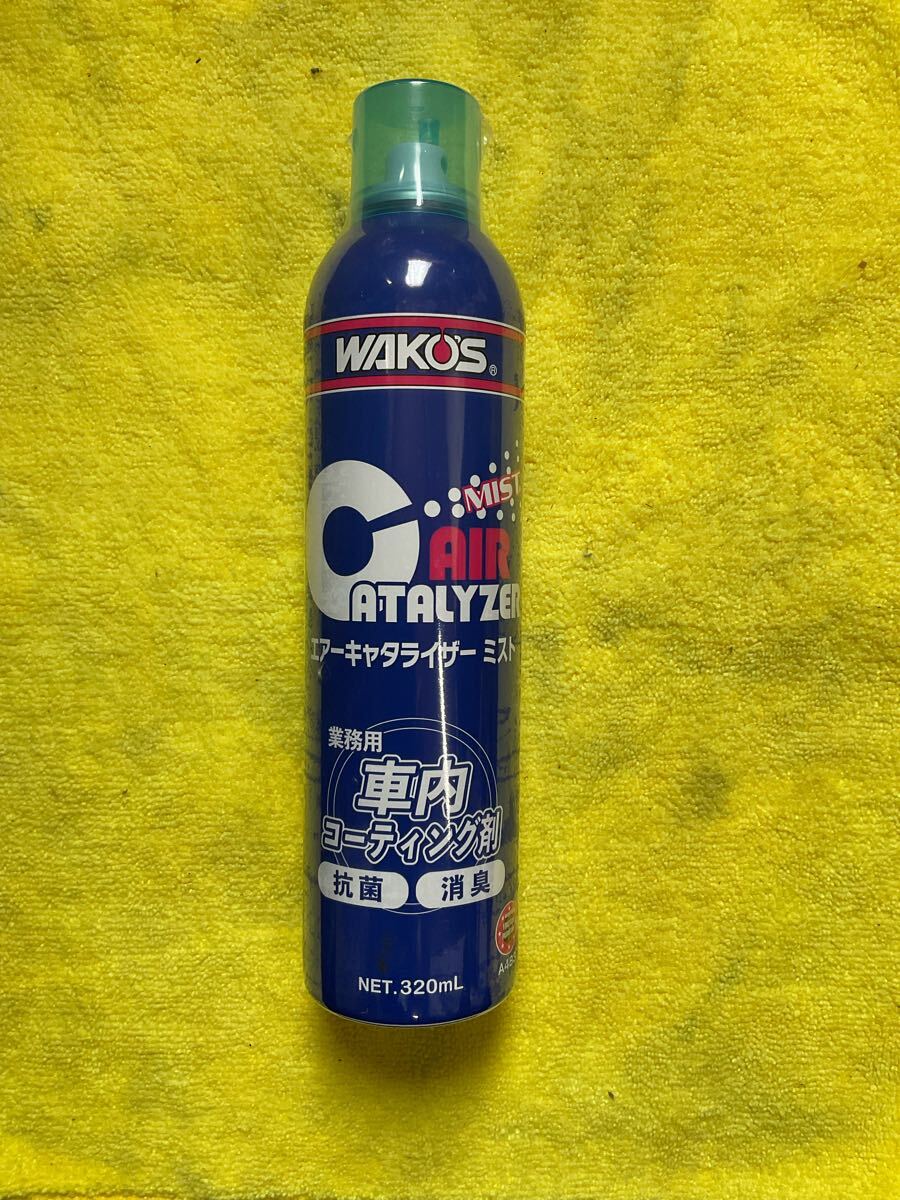 WAKO'S®
MIST
AIR
CATALYZER
エアーキャタライザー ミスト
業務用
車内
コーティング剤
抗菌
消臭
NET.320mL